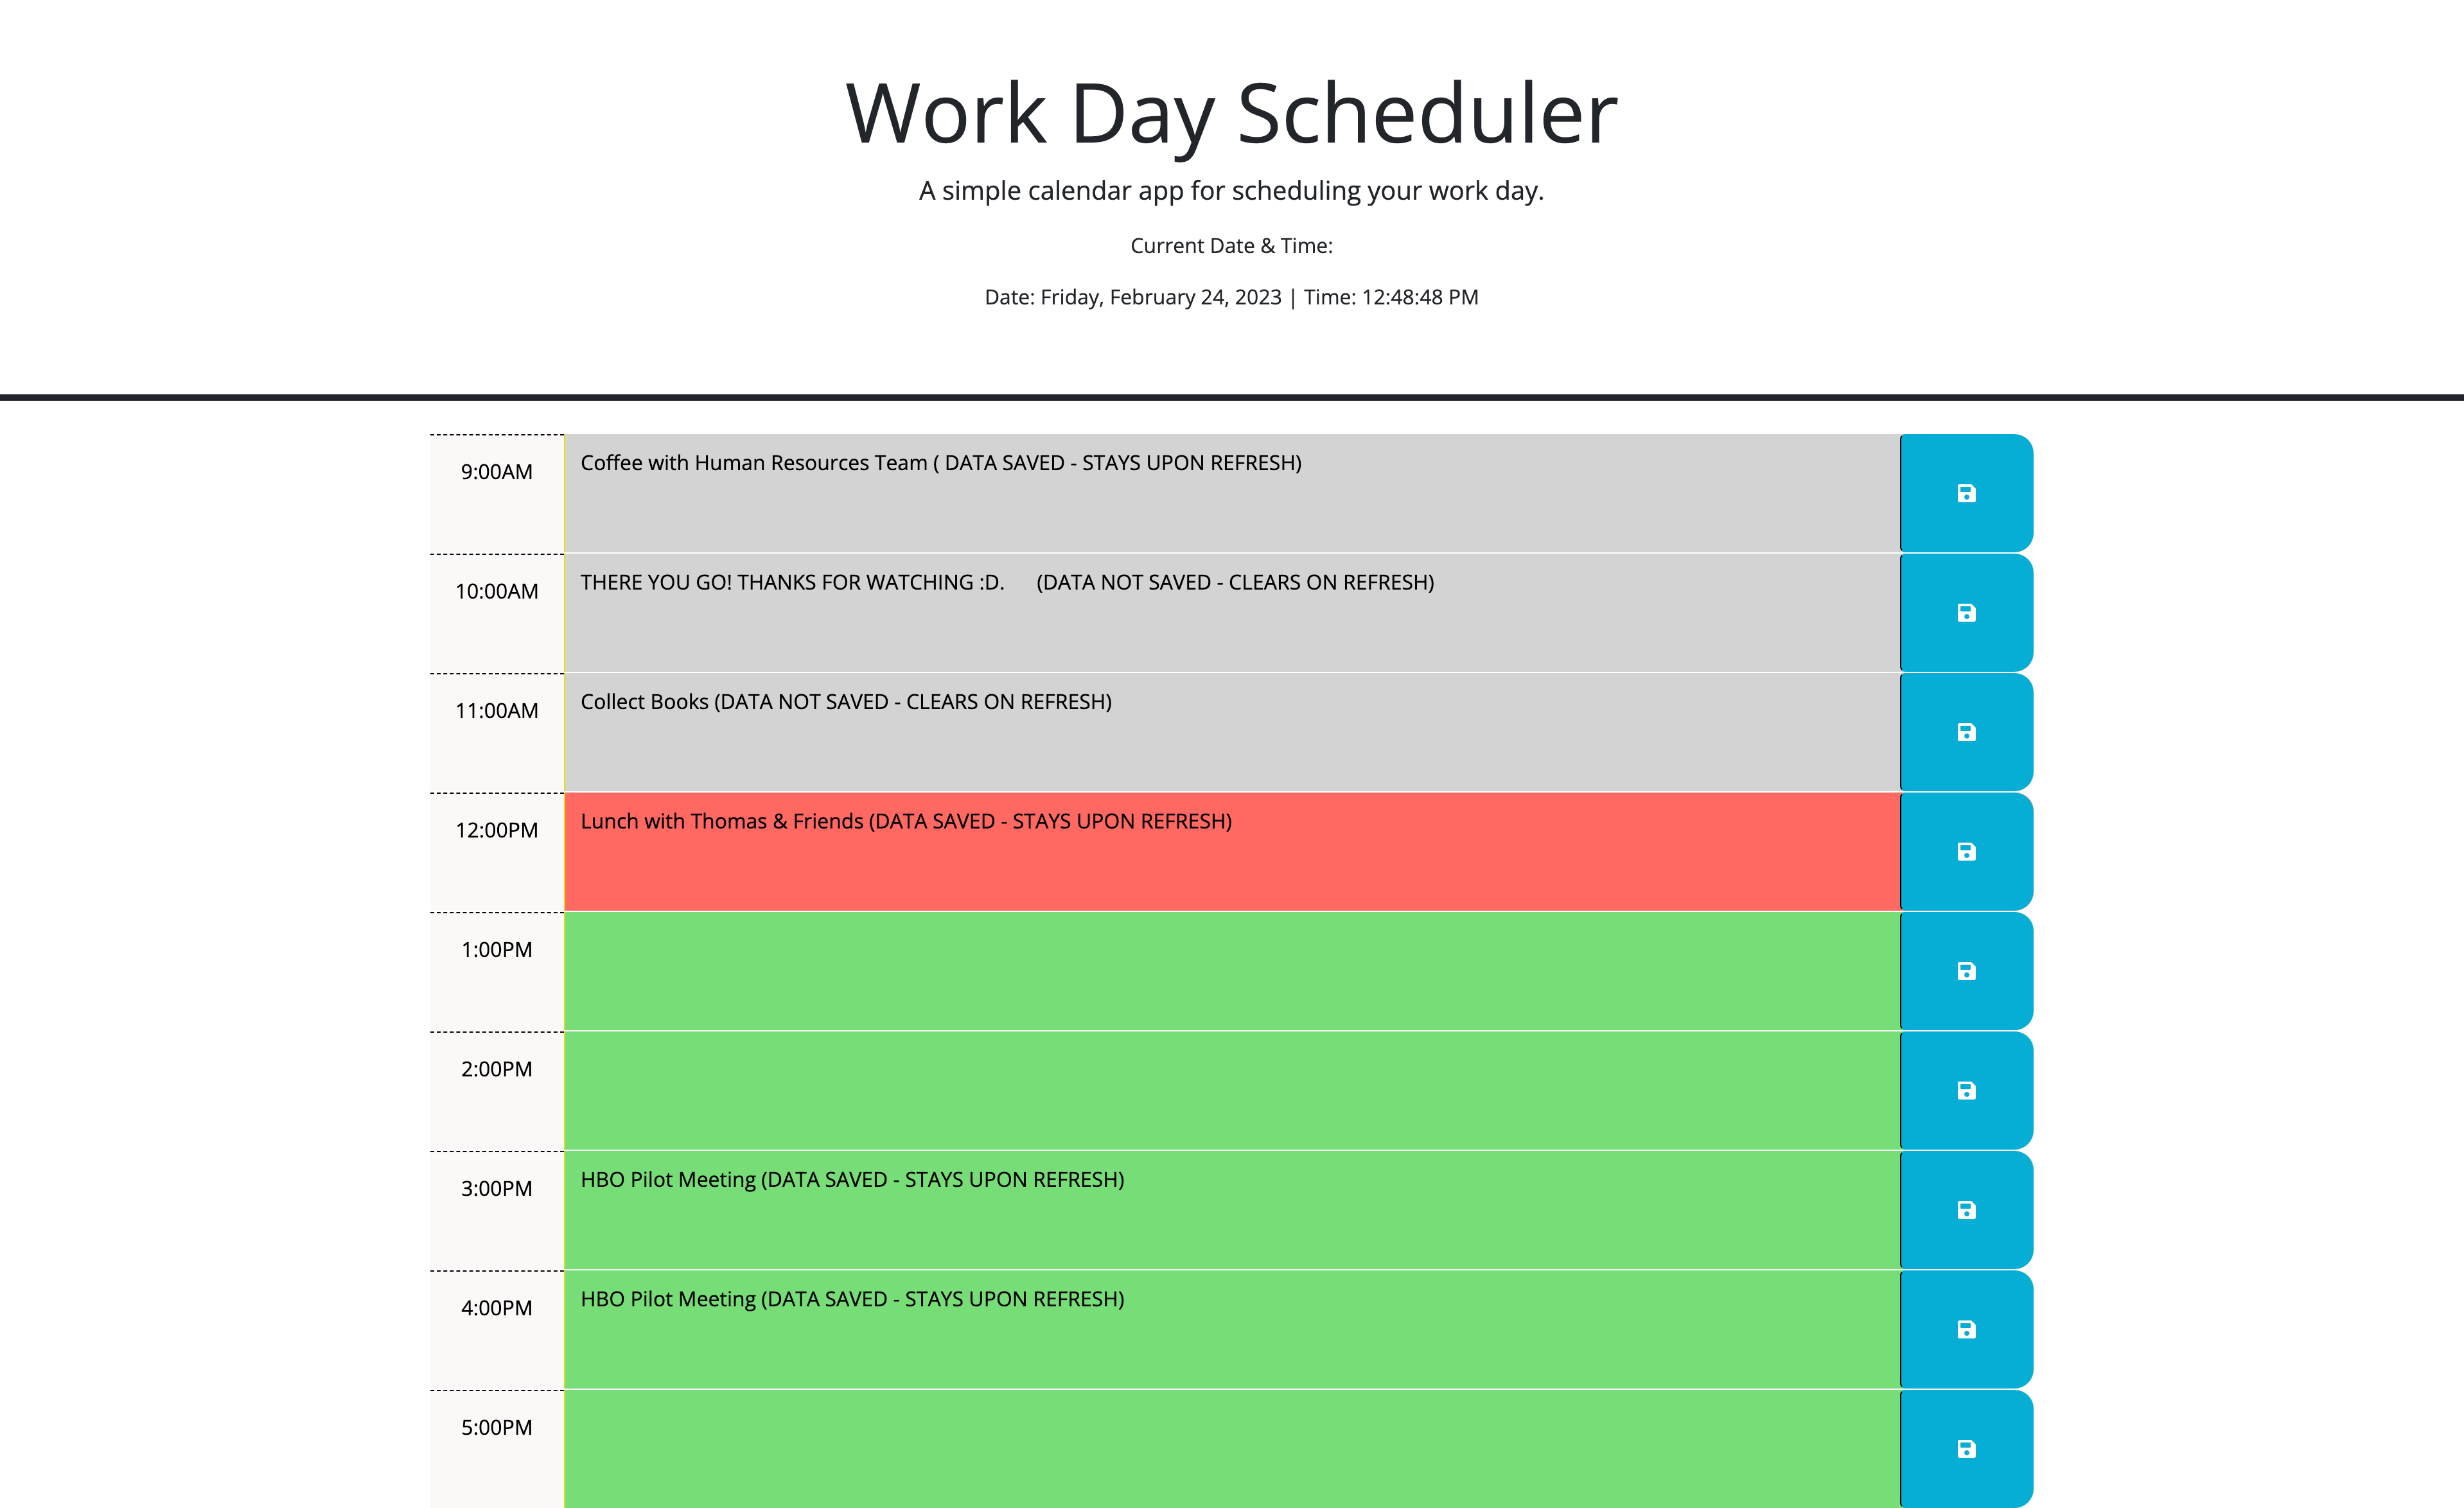 Work Day Scheduler
A simple calendar app for scheduling your work day.
Current Date & Time:
Date: Friday, February 24, 2023 | Time: 12:48:48 PM
9:00AM
Coffee with Human Resources Team ( DATA SAVED - STAYS UPON REFRESH)
10:00AM
THERE YOU GO! THANKS FOR WATCHING :D. (DATA NOT SAVED - CLEARS ON REFRESH)
11:00AM
Collect Books (DATA NOT SAVED - CLEARS ON REFRESH)
12:00PM
Lunch with Thomas & Friends (DATA SAVED - STAYS UPON REFRESH)
1:00PM
2:00PM
3:00PM
HBO Pilot Meeting (DATA SAVED - STAYS UPON REFRESH)
4:00PM
HBO Pilot Meeting (DATA SAVED - STAYS UPON REFRESH)
5:00PM